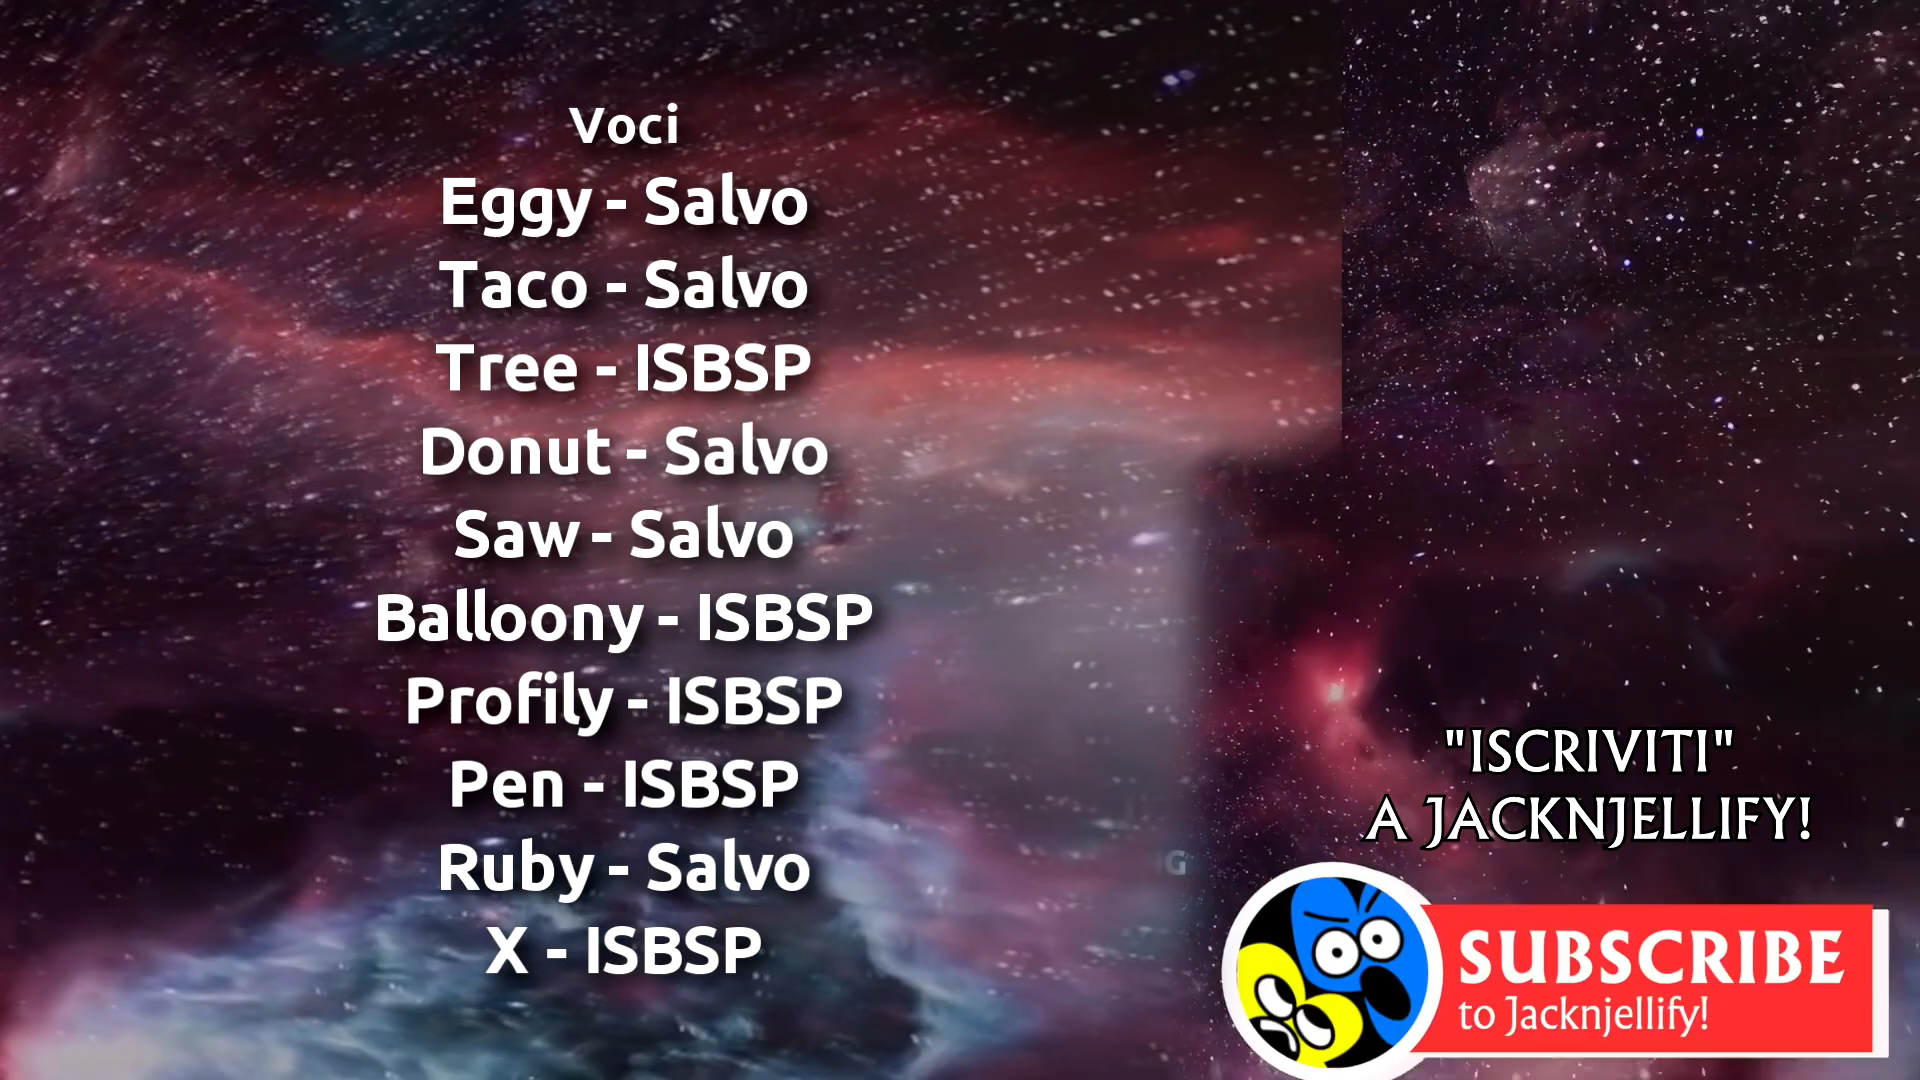 Voci
Eggy - Salvo
Taco - Salvo
Tree - ISBSP
Donut - Salvo
Saw - Salvo
Balloony - ISBSP
Profily - ISBSP
Pen - ISBSP
Ruby - Salvo
X - ISBSP
"ISCRIVITI"
A JACKNJELLIFY!
G
SUBSCRIBE
to Jacknjellify!